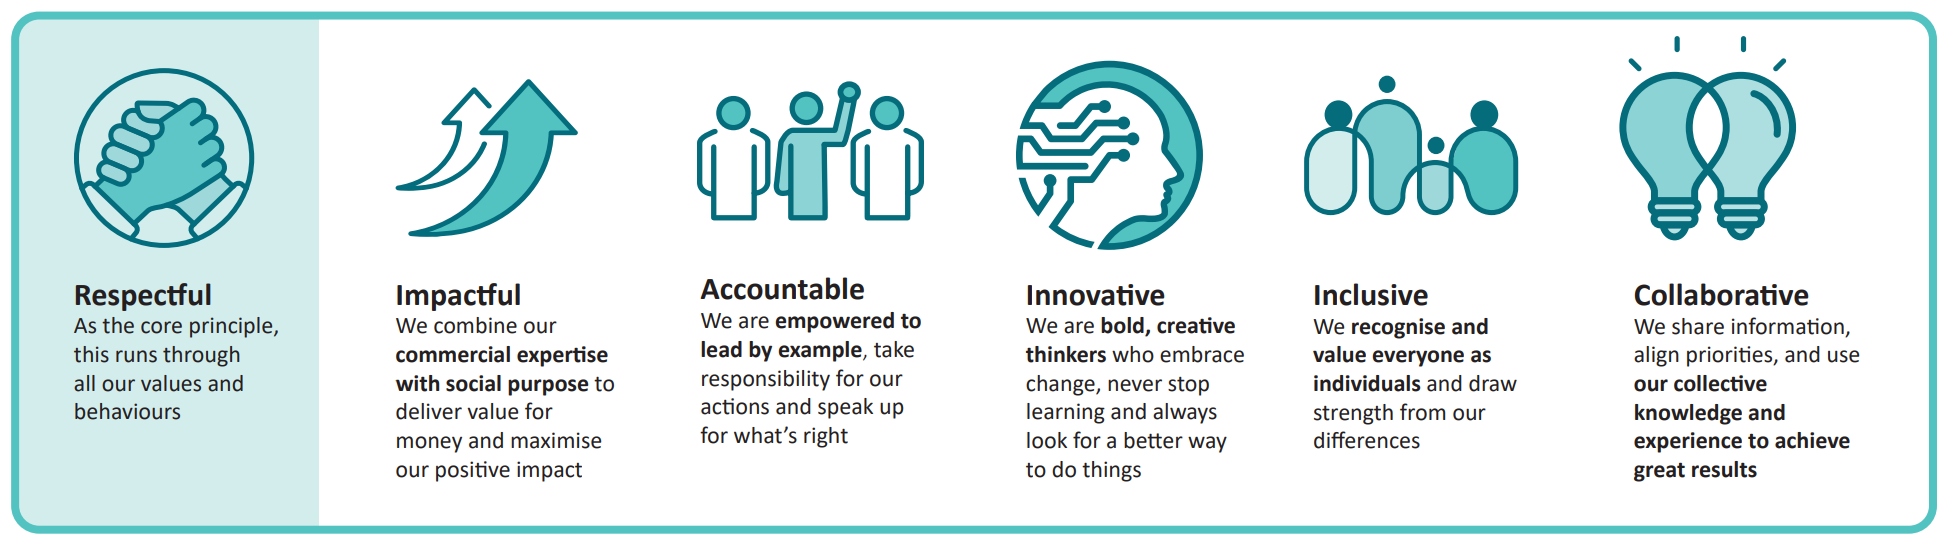 Respectful
As the core principle,
this runs through
all our values and
behaviours
Impactful
We combine our
commercial expertise
with social purpose to
deliver value for
money and maximise
our positive impact
Accountable
We are empowered to
lead by example, take
responsibility for our
actions and speak up
for what's right
Innovative
We are bold, creative
thinkers who embrace
change, never stop
learning and always
look for a better way
to do things
Inclusive
We recognise and
value everyone as
individuals and draw
strength from our
differences
Collaborative
We share information,
align priorities, and use
our collective
knowledge and
experience to achieve
great results